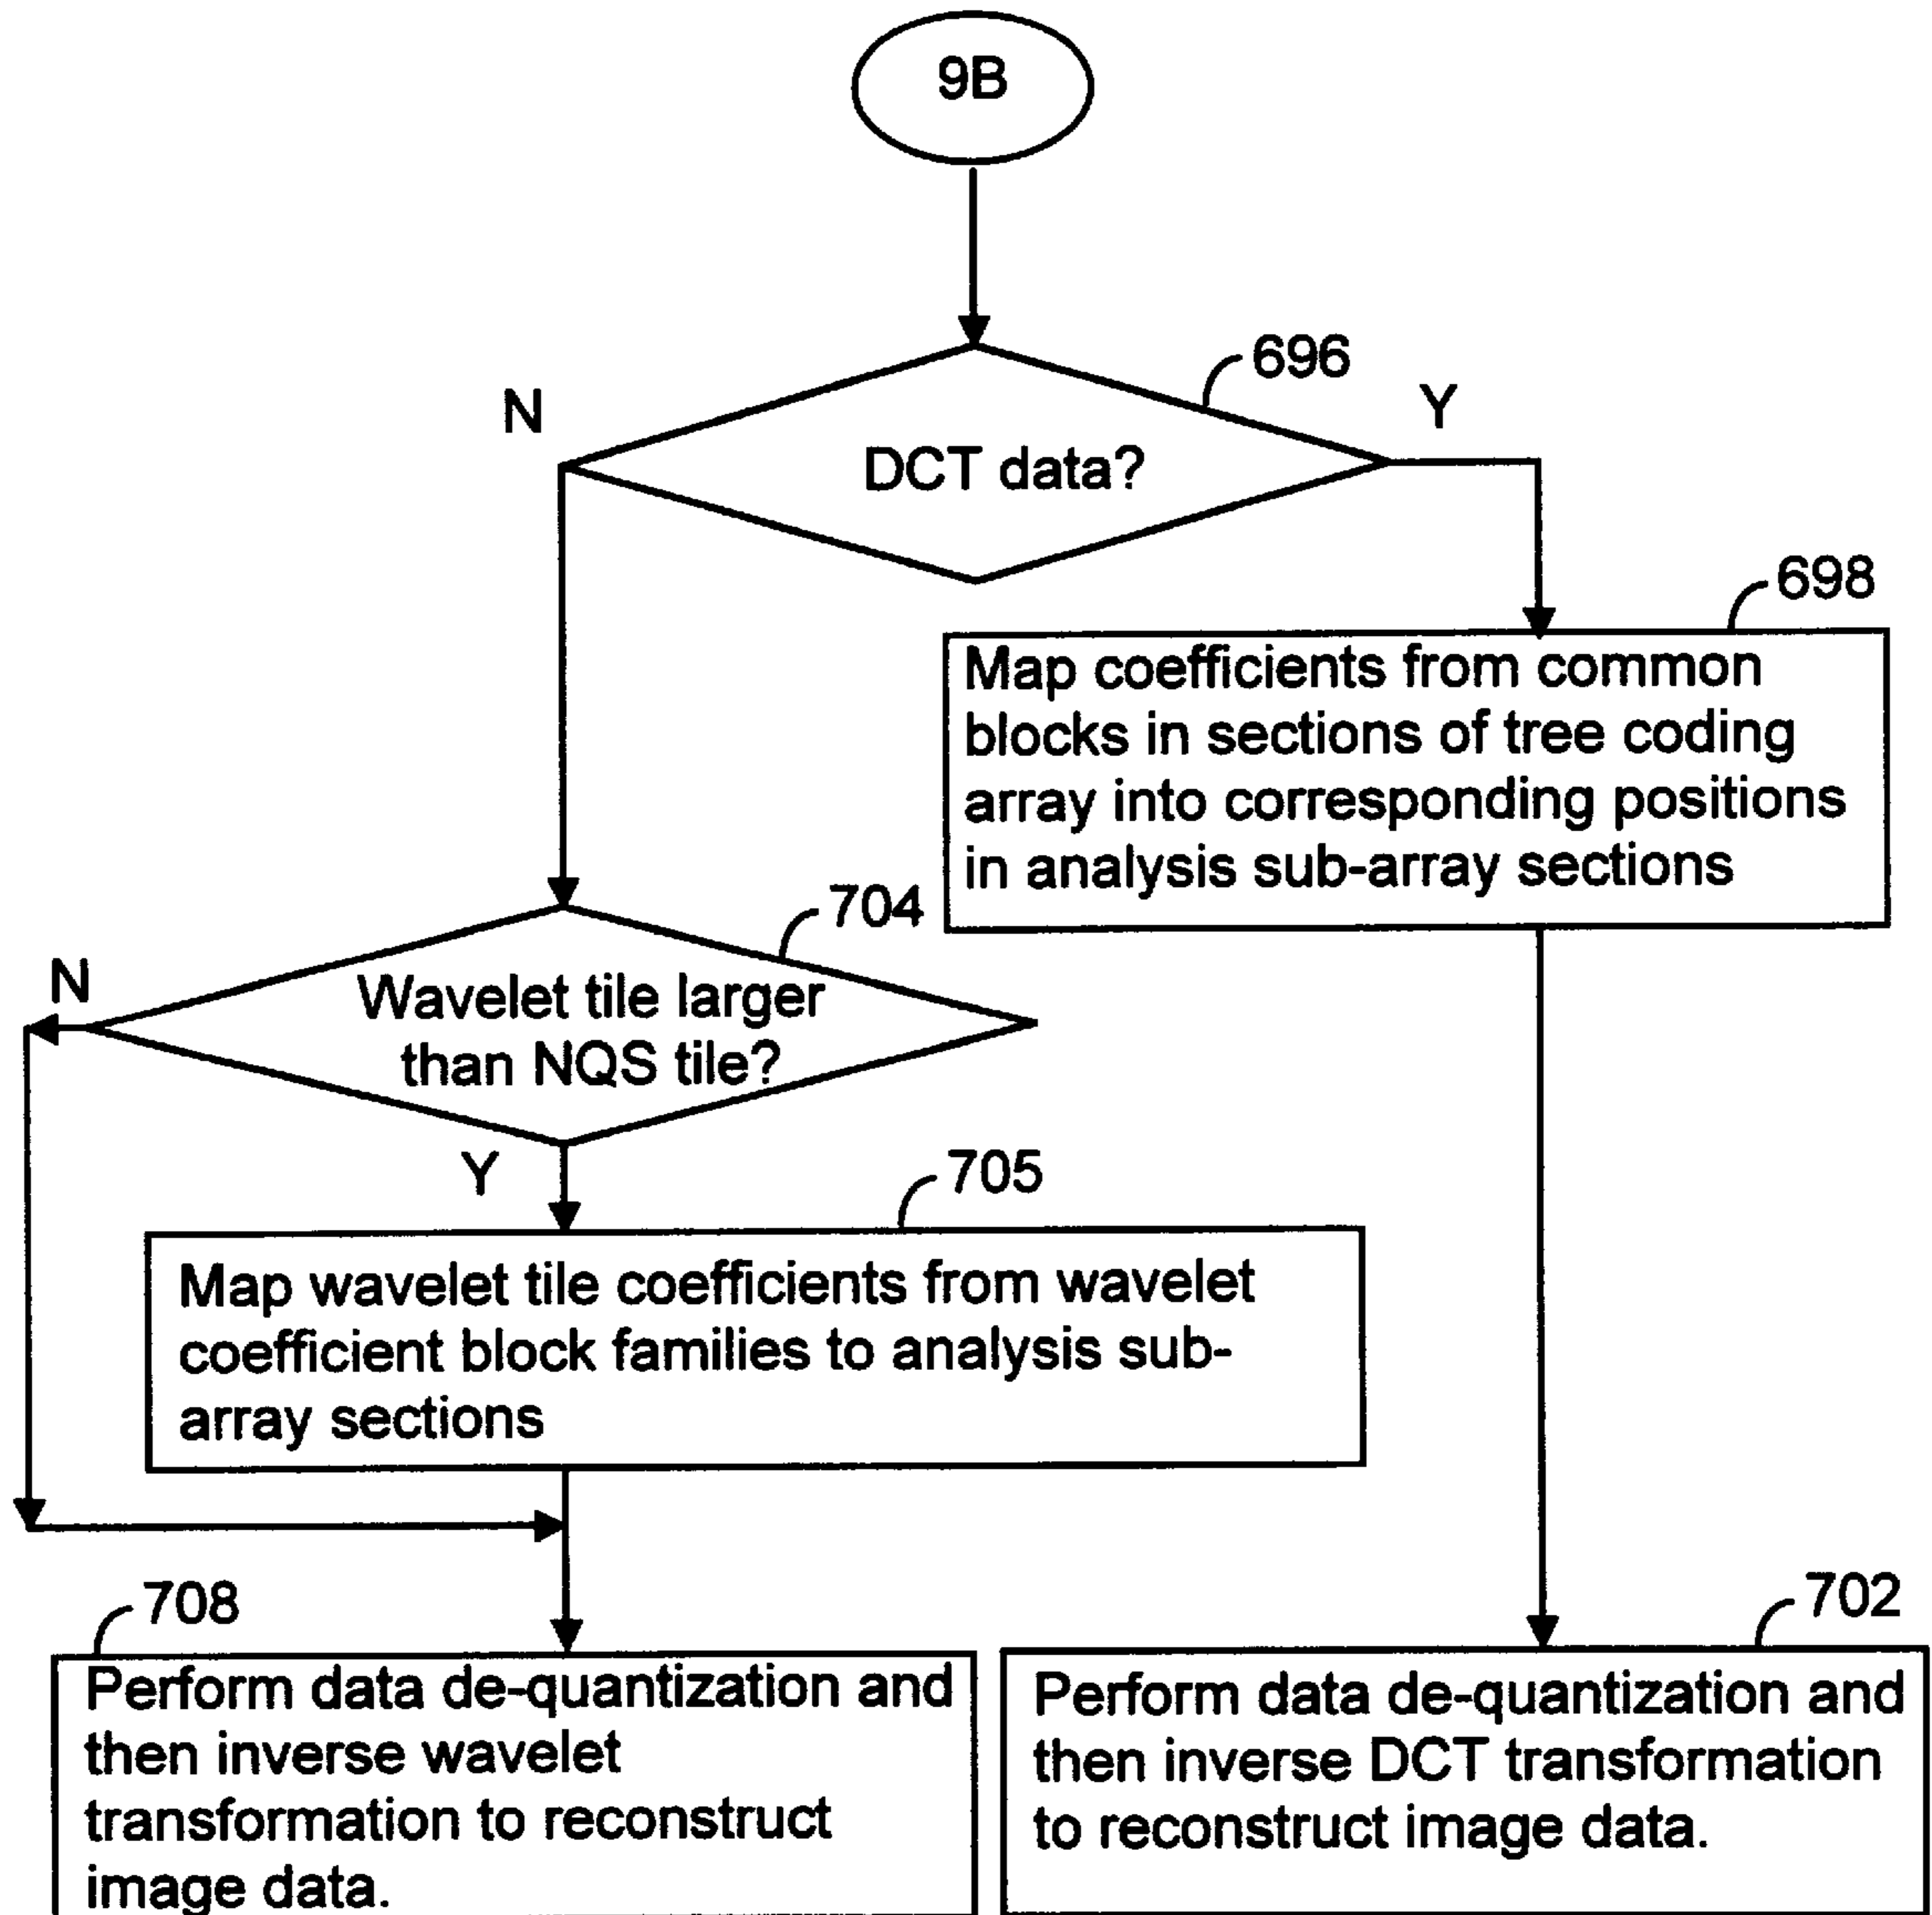 9B
696
N
Y
DCT data?
698
Map coefficients from common
blocks in sections of tree coding
array into corresponding positions
in analysis sub-array sections
704
N
Wavelet tile larger
than NQS tile?
Y
705
Map wavelet tile coefficients from wavelet
coefficient block families to analysis sub-
array sections
708
Perform data de-quantization and
then inverse wavelet
transformation to reconstruct
image data.
702
Perform data de-quantization and
then inverse DCT transformation
to reconstruct image data.